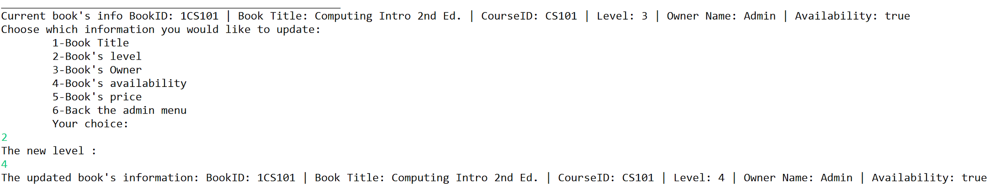 Current book's info BookID: 1CS101 | Book Title: Computing Intro 2nd Ed. | CourseID: CS101 | Level: 3 | Owner Name: Admin | Availability: true
Choose which information you would like to update:
1-Book Title
2-Book's level
3-Book's Owner
4-Book's availability
5-Book's price
6-Back the admin menu
Your choice:
2
The new level :
4
The updated book's information: BookID: 1CS101 | Book Title: Computing Intro 2nd Ed. | CourseID: CS101 | Level: 4 | Owner Name: Admin | Availability: true